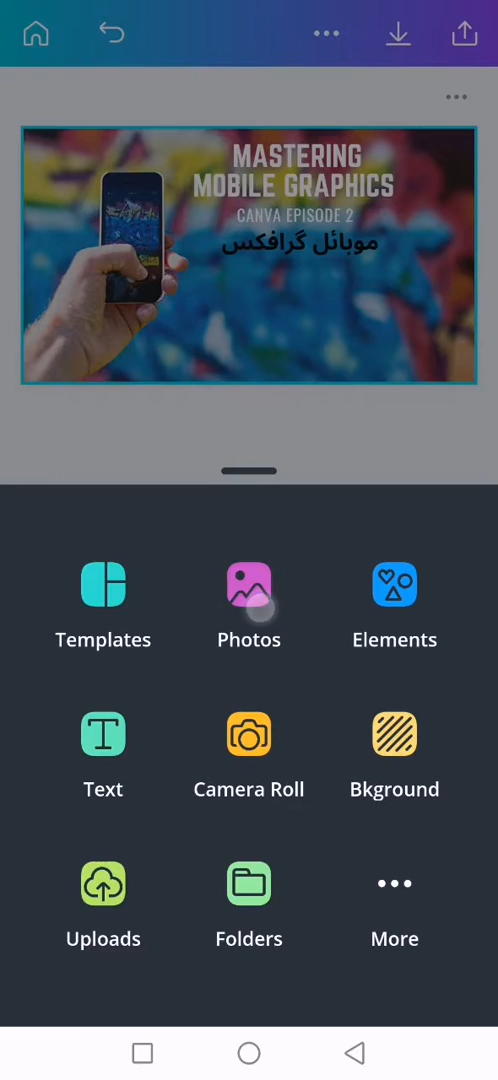 MASTERING
MOBILE GRAPHICS
CANVA EPISODE 2
موبائل گرافکس
Templates
Photos
Elements
Text
Camera Roll
Bkground
Uploads
Folders
More